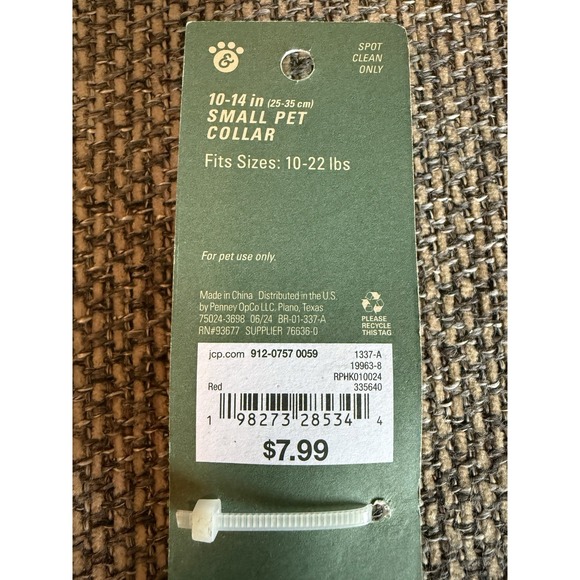 &
SPOT
CLEAN
ONLY
10-14 in (25-35 cm)
SMALL PET
COLLAR
Fits Sizes: 10-22 lbs
For pet use only.
Made in China Distributed in the U.S.
by Penney OpCo LLC, Plano, Texas
75024-3698 06/24 BR-01-337-A
RN#93677 SUPPLIER 76636-0
PLEASE
RECYCLE
THIS TAG
jcp.com 912-0757 0059
1337-A
19963-8
RPHK010024
Red 335640
1 98273 28534 4
$7.99